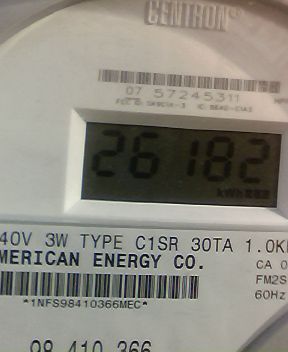 CENTRON®
07 57245311
26182
kWh
40V 3W TYPE C1SR 30TA 1.0K
MERICAN ENERGY CO.
CA 0
FM2S
60Hz
*1NFS98410366MEC*
98 410 366